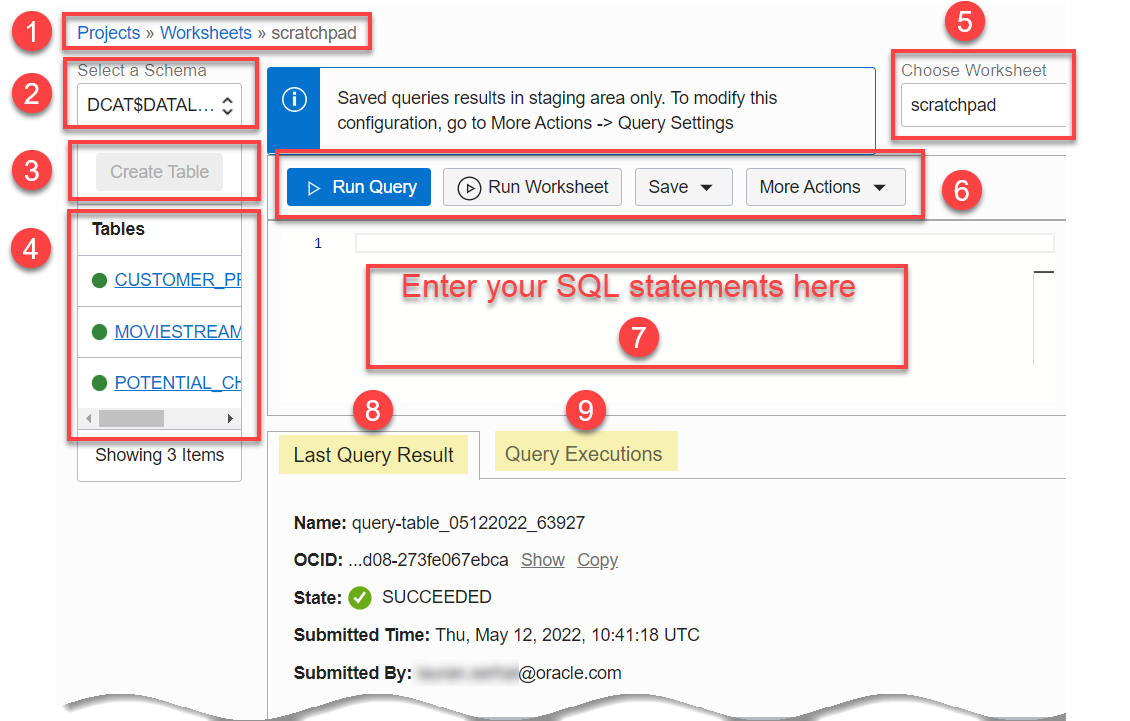 1 Projects » Worksheets » scratchpad
5
2 Select a Schema
DCAT$DATAL...
Choose Worksheet
scratchpad
Saved queries results in staging area only. To modify this
configuration, go to More Actions -> Query Settings
3 Create Table
Run Query Run Worksheet Save More Actions 6
4 Tables
CUSTOMER_PR
MOVIESTREAM
POTENTIAL_CH
Showing 3 Items
1
Enter your SQL statements here
7
8 9
Last Query Result Query Executions
Name: query-table_05122022_63927
OCID: ...d08-273fe067ebca Show Copy
State: SUCCEEDED
Submitted Time: Thu, May 12, 2022, 10:41:18 UTC
Submitted By: @oracle.com